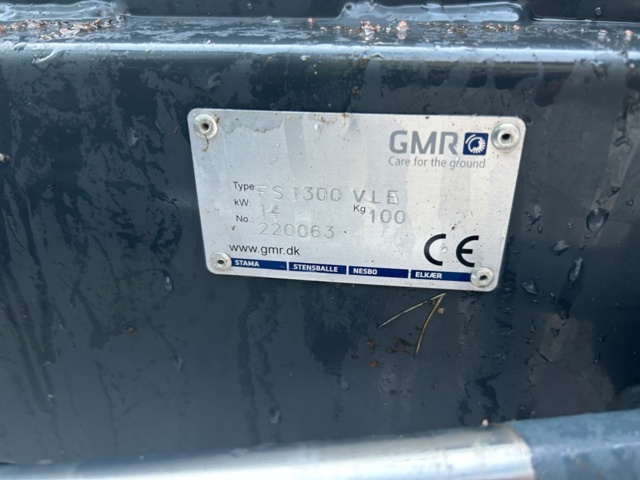 GMR
Care for the ground
Type FS 1300 VLE
kW: 14 Kg 100
No 220063
www.gmr.dk
CE
STAMA STENSBALLE NESBO ELKÆR